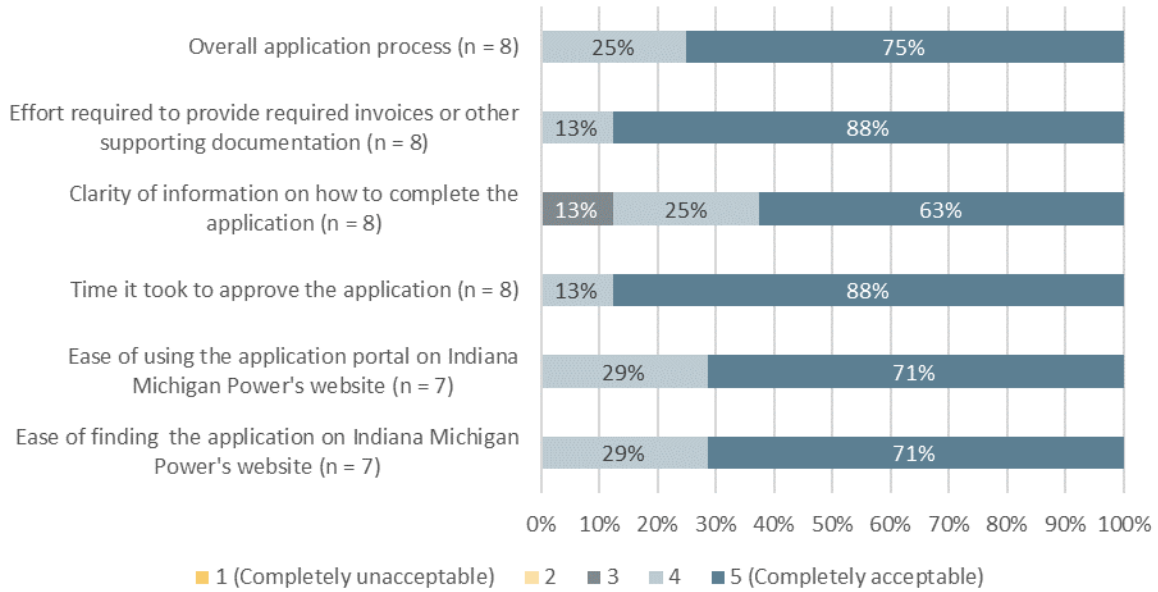 Overall application process (n = 8)
25%
75%
Effort required to provide required invoices or other
supporting documentation (n = 8)
13%
88%
Clarity of information on how to complete the
application (n = 8)
13%
25%
63%
Time it took to approve the application (n = 8)
13%
88%
Ease of using the application portal on Indiana
Michigan Power's website (n = 7)
29%
71%
Ease of finding  the application on Indiana Michigan
Power's website (n = 7)
29%
71%
0% 10% 20% 30% 40% 50% 60% 70% 80% 90% 100%
1 (Completely unacceptable) 2 3 4 5 (Completely acceptable)